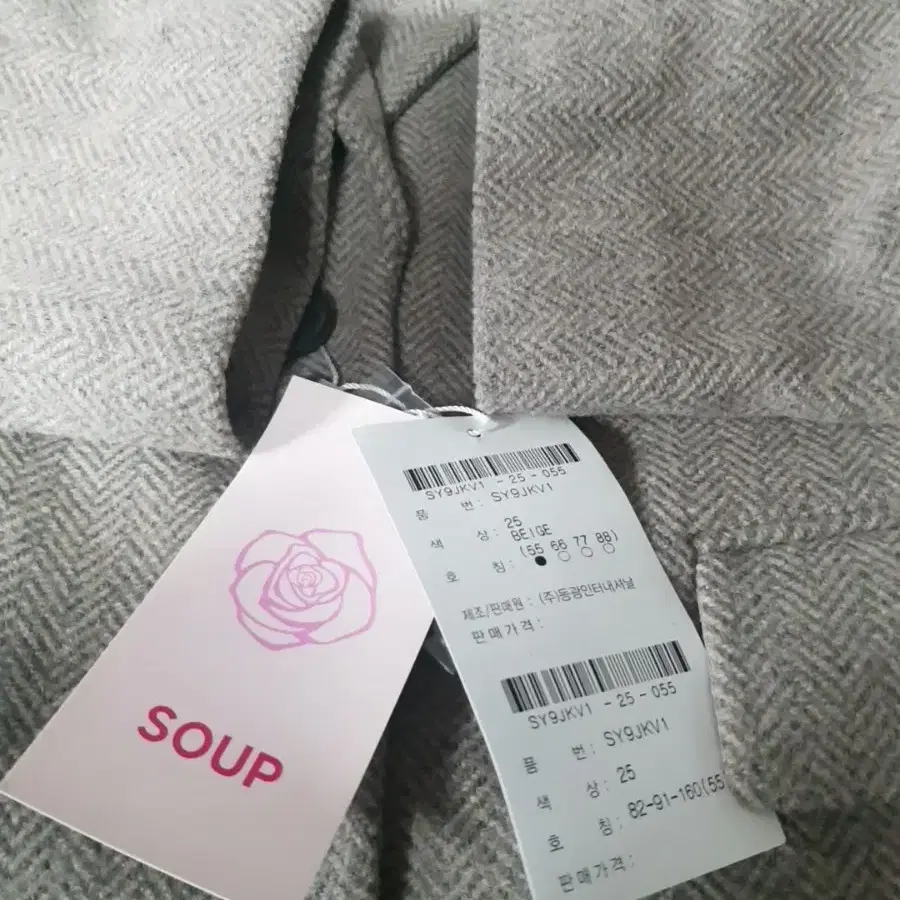 SOUP
SY9JKV1 - 25 - 055
품 번 : SY9JKV1
색 상 : 25
BEIGE
(55 66 77 88)
호 칭 : ● ○ ○ ○
제조/판매원 : (주)동광인터내셔날
판매가격 :
SY9JKV1 - 25 - 055
품 번 : SY9JKV1
색 상 : 25
호 칭 : 82-91-160(55
판매가격 :